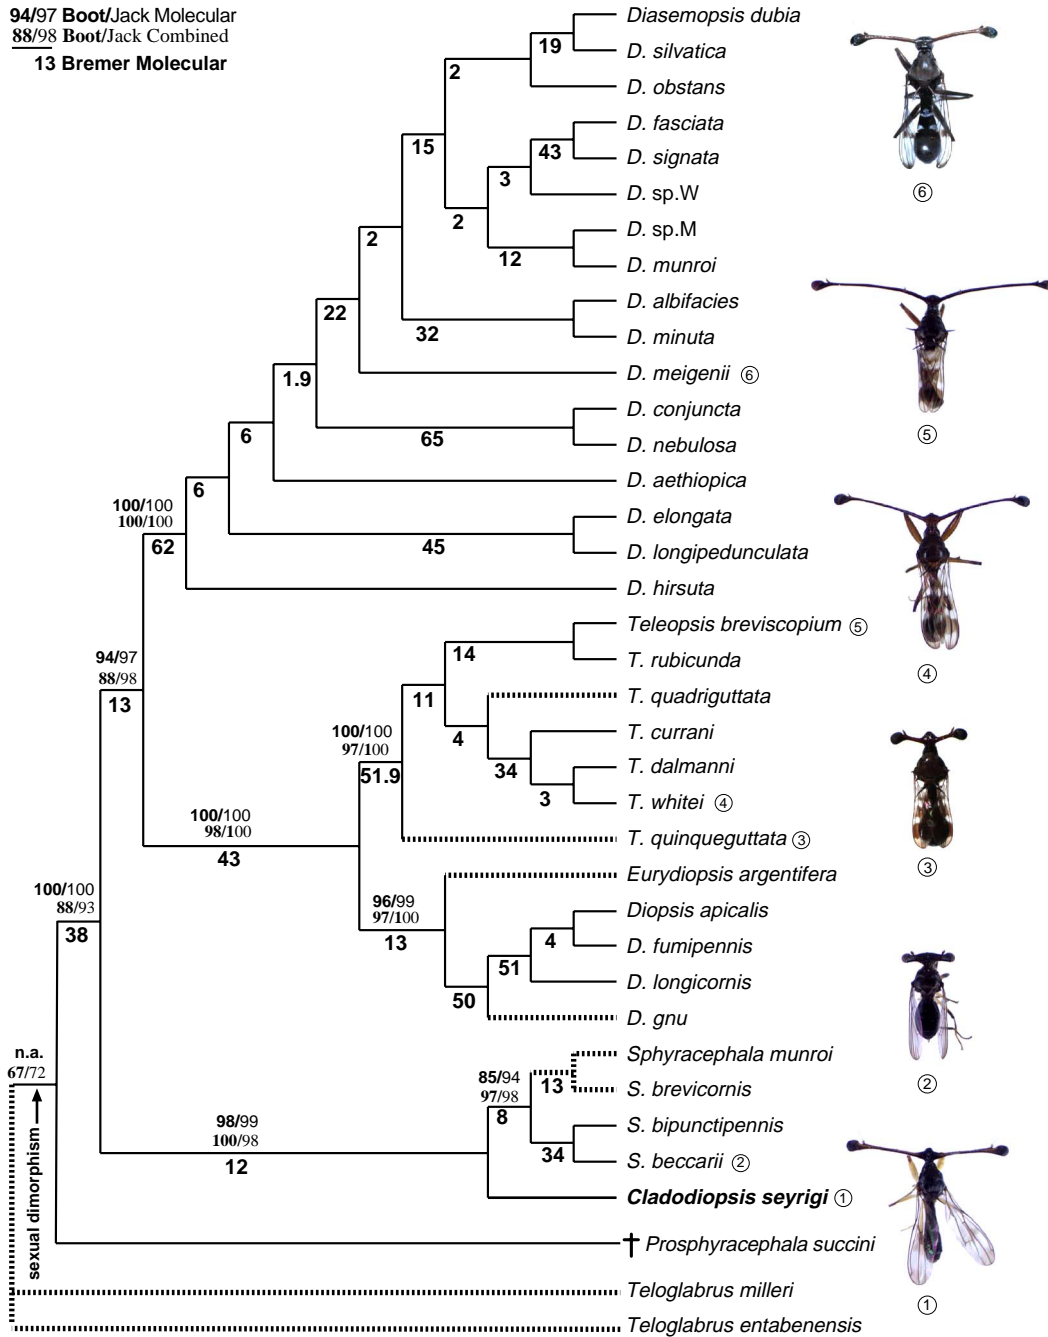 94/97 Boot/Jack Molecular
88/98 Boot/Jack Combined
13 Bremer Molecular
Diasemopsis dubia
19
D. silvatica
2
D. obstans
D. fasciata
15
43
D. signata
3
D. sp.W
2
D. sp.M
2
12
D. munroi
D. albifacies
22
32
D. minuta
1.9
D. meigenii ⑥
D. conjuncta
6
65
D. nebulosa
6
D. aethiopica
100/100
100/100
D. elongata
62
45
D. longipedunculata
D. hirsuta
Teleopsis breviscopium ⑤
94/97
88/98
14
T. rubicunda
13
11
T. quadriguttata
100/100
97/100
4
T. currani
51.9
34
T. dalmanni
3
T. whitei ④
100/100
98/100
43
T. quinqueguttata ③
Eurydiopsis argentifera
100/100
88/93
96/99
97/100
Diopsis apicalis
38
13
4
D. fumipennis
51
D. longicornis
50
D. gnu
n.a.
67/72
Sphyracephala munroi
85/94
97/98
13
S. brevicornis
8
98/99
100/98
S. bipunctipennis
12
34
S. beccarii ②
Cladodiopsis seyrigi ①
sexual dimorphism
† Prosphyracephala succini
Teloglabrus milleri
Teloglabrus entabenensis
⑥
⑤
④
③
②
①